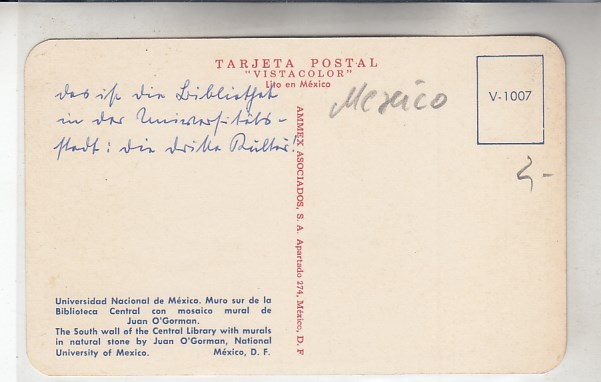 TARJETA POSTAL
"VISTACOLOR"
Lito en México
das ist die Bibliothek
in der Universitäts-
stadt: die dritte Kultur!
Mexico
V-1007
2,-
AMMEX ASOCIADOS, S. A. Apartado 274, México, D. F
Universidad Nacional de México. Muro sur de la
Biblioteca Central con mosaico mural de
Juan O'Gorman.
The South wall of the Central Library with murals
in natural stone by Juan O'Gorman, National
University of Mexico. México, D. F.